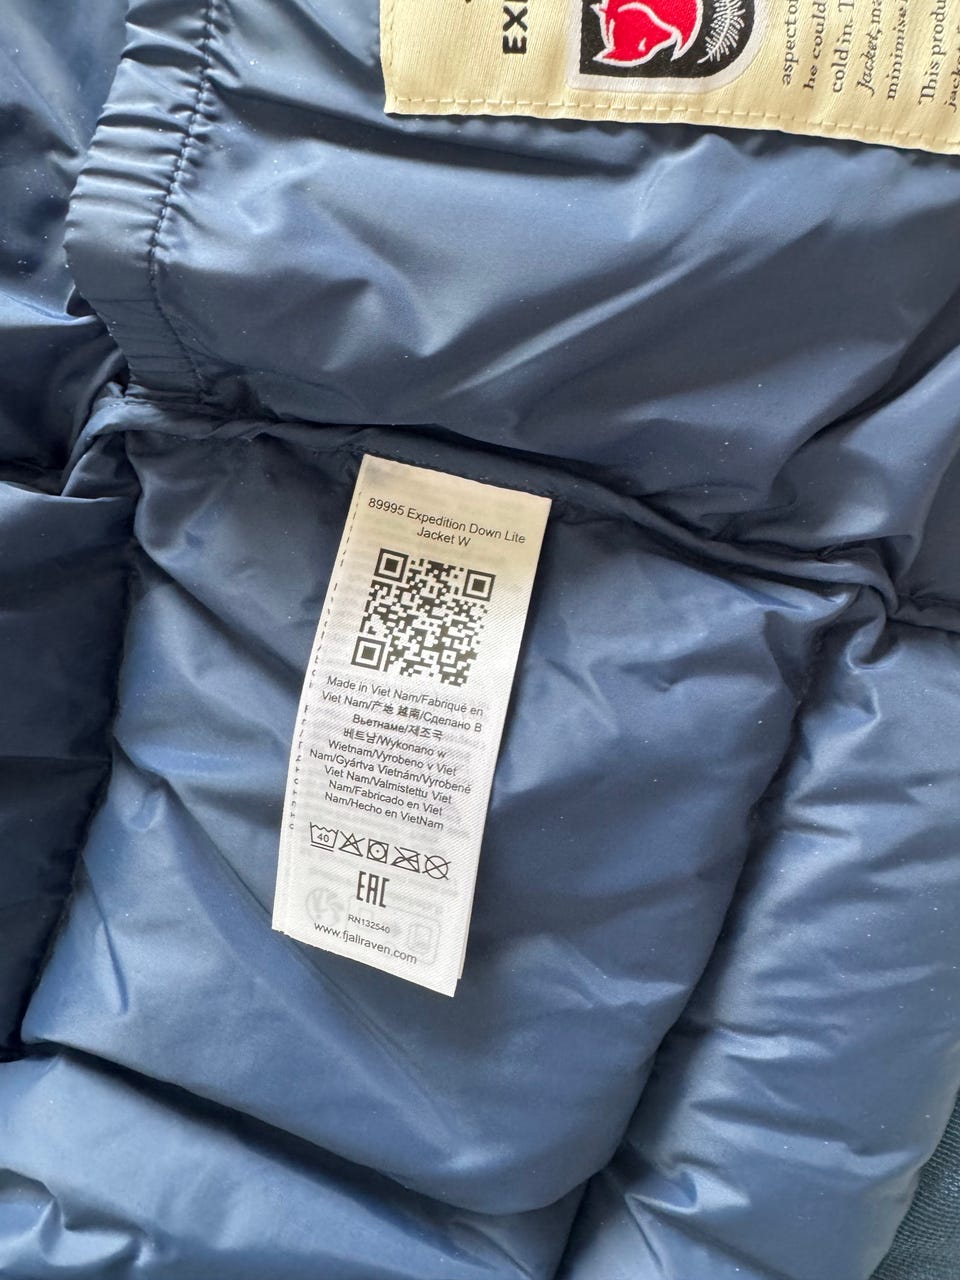 EX
aspecto
he could
cold in. T
Jacket, ma
minimise
This produ
89995 Expedition Down Lite
Jacket W
Made in Viet Nam/Fabriqué en
Viet Nam/产地 越南/Сделано В
Вьетнаме/제조국
베트남/Wykonano w
Wietnam/Vyrobeno v Viet
Nam/Gyártva Vietnám/Vyrobené
Viet Nam/Valmistettu Viet
Nam/Fabricado en Viet
Nam/Hecho en VietNam
40
EAC
RN132540
www.fjallraven.com